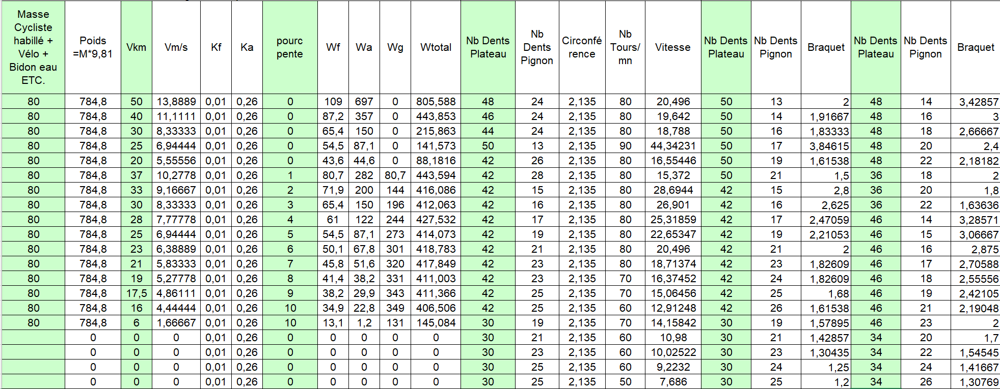 Masse Cycliste habillé + Vélo + Bidon eau ETC. Poids =M*9,81 Vkm Vm/s Kf Ka pourc pente Wf Wa Wg Wtotal Nb Dents Plateau Nb Dents Pignon Circonfé rence Nb Tours/ mn Vitesse Nb Dents Plateau Nb Dents Pignon Braquet Nb Dents Plateau Nb Dents Pignon Braquet
80 784,8 50 13,8889 0,01 0,26 0 109 697 0 805,588 48 24 2,135 80 20,496 50 13 2 48 14 3,42857
80 784,8 40 11,1111 0,01 0,26 0 87,2 357 0 443,853 46 24 2,135 80 19,642 50 14 1,91667 48 16 3
80 784,8 30 8,33333 0,01 0,26 0 65,4 150 0 215,863 44 24 2,135 80 18,788 50 16 1,83333 48 18 2,66667
80 784,8 25 6,94444 0,01 0,26 0 54,5 87,1 0 141,573 50 13 2,135 90 44,34231 50 17 3,84615 48 20 2,4
80 784,8 20 5,55556 0,01 0,26 0 43,6 44,6 0 88,1816 42 26 2,135 80 16,55446 50 19 1,61538 48 22 2,18182
80 784,8 37 10,2778 0,01 0,26 1 80,7 282 80,7 443,594 42 28 2,135 80 15,372 50 21 1,5 36 18 2
80 784,8 33 9,16667 0,01 0,26 2 71,9 200 144 416,086 42 15 2,135 80 28,6944 42 15 2,8 36 20 1,8
80 784,8 30 8,33333 0,01 0,26 3 65,4 150 196 412,063 42 16 2,135 80 26,901 42 16 2,625 36 22 1,63636
80 784,8 28 7,77778 0,01 0,26 4 61 122 244 427,532 42 17 2,135 80 25,31859 42 17 2,47059 46 14 3,28571
80 784,8 25 6,94444 0,01 0,26 5 54,5 87,1 273 414,073 42 19 2,135 80 22,65347 42 19 2,21053 46 15 3,06667
80 784,8 23 6,38889 0,01 0,26 6 50,1 67,8 301 418,783 42 21 2,135 80 20,496 42 21 2 46 16 2,875
80 784,8 21 5,83333 0,01 0,26 7 45,8 51,6 320 417,849 42 23 2,135 80 18,71374 42 23 1,82609 46 17 2,70588
80 784,8 19 5,27778 0,01 0,26 8 41,4 38,2 331 411,003 42 23 2,135 70 16,37452 42 24 1,82609 46 18 2,55556
80 784,8 17,5 4,86111 0,01 0,26 9 38,2 29,9 343 411,366 42 25 2,135 70 15,06456 42 25 1,68 46 19 2,42105
80 784,8 16 4,44444 0,01 0,26 10 34,9 22,8 349 406,506 42 25 2,135 60 12,91248 42 26 1,61538 46 21 2,19048
80 784,8 6 1,66667 0,01 0,26 10 13,1 1,2 131 145,084 30 19 2,135 70 14,15842 30 19 1,57895 46 23 2
0 0 0 0,01 0,26 0 0 0 0 0 30 21 2,135 60 10,98 30 21 1,42857 34 20 1,7
0 0 0 0,01 0,26 0 0 0 0 0 30 23 2,135 60 10,02522 30 23 1,30435 34 22 1,54545
0 0 0 0,01 0,26 0 0 0 0 0 30 25 2,135 60 9,2232 30 24 1,25 34 24 1,41667
0 0 0 0,01 0,26 0 0 0 0 0 30 25 2,135 50 7,686 30 25 1,2 34 26 1,30769